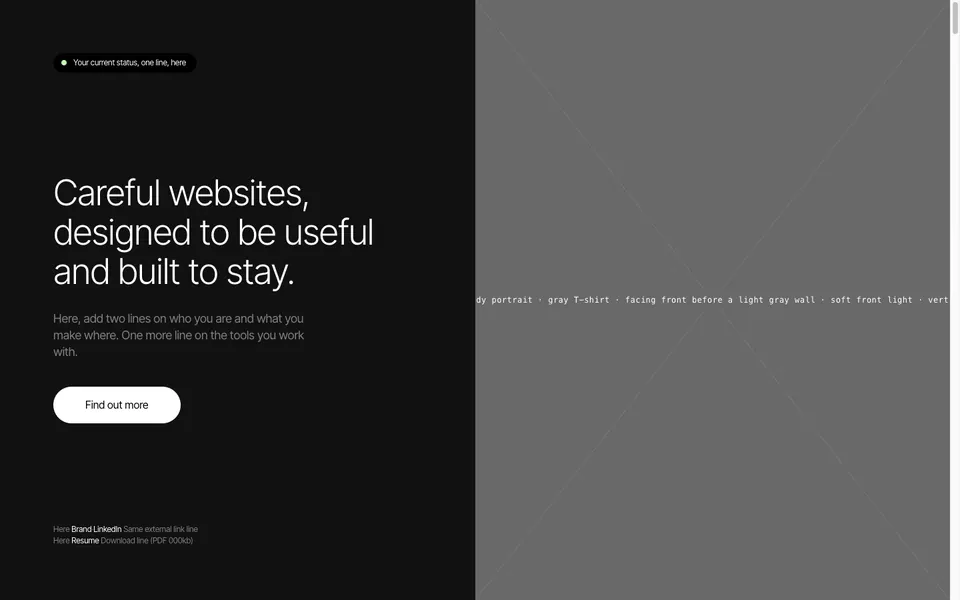 Your current status, one line, here
Careful websites,
designed to be useful
and built to stay.
Here, add two lines on who you are and what you
make where. One more line on the tools you work
with.
Find out more
Here Brand LinkedIn Same external link line
Here Resume Download line (PDF 000kb)
dy portrait · gray T-shirt · facing front before a light gray wall · soft front light · vert